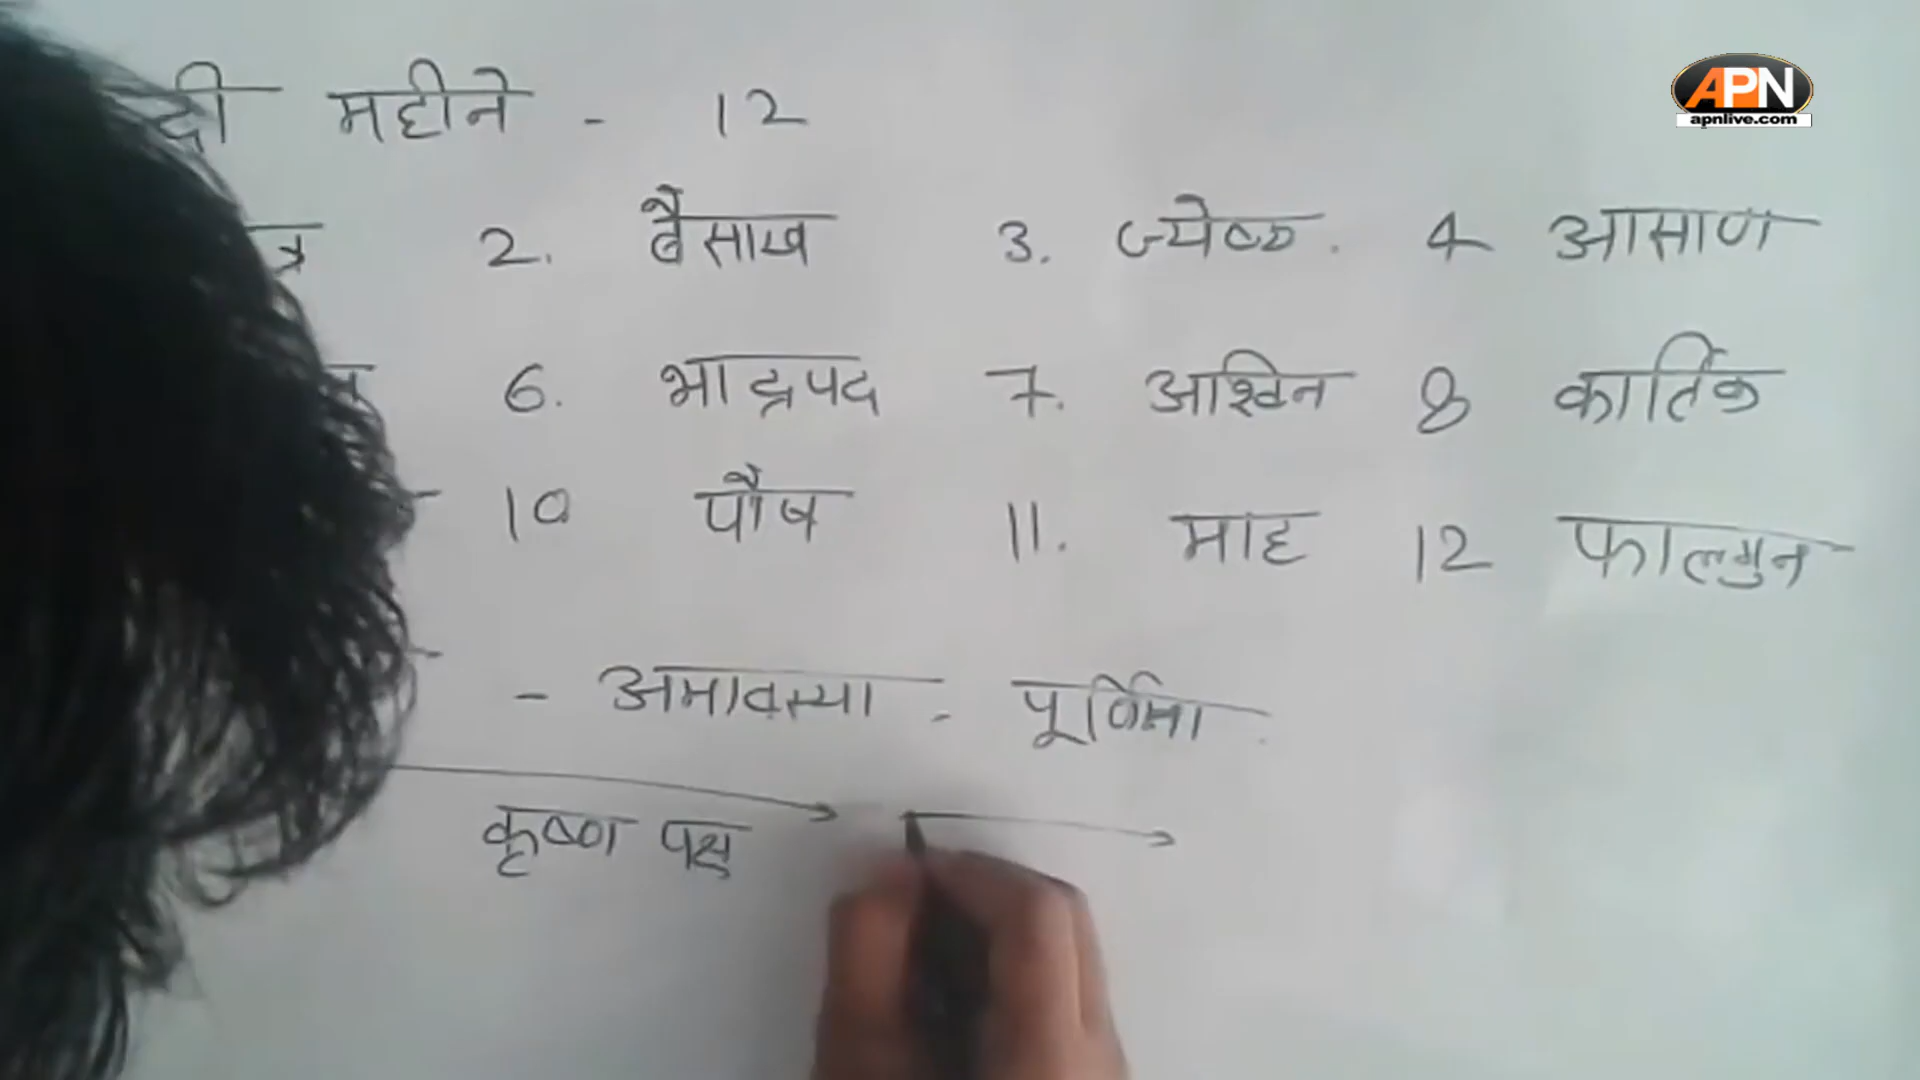 महीने - 12
2. बैसाख 3. ज्येष्ठ. 4 आसाण
6. भाद्रपद 7. अश्विन 8 कार्तिक
10 पौष 11. माह 12 फाल्गुन
- अमावस्या - पूर्णिमा
कृष्ण पक्ष
APN
apnlive.com